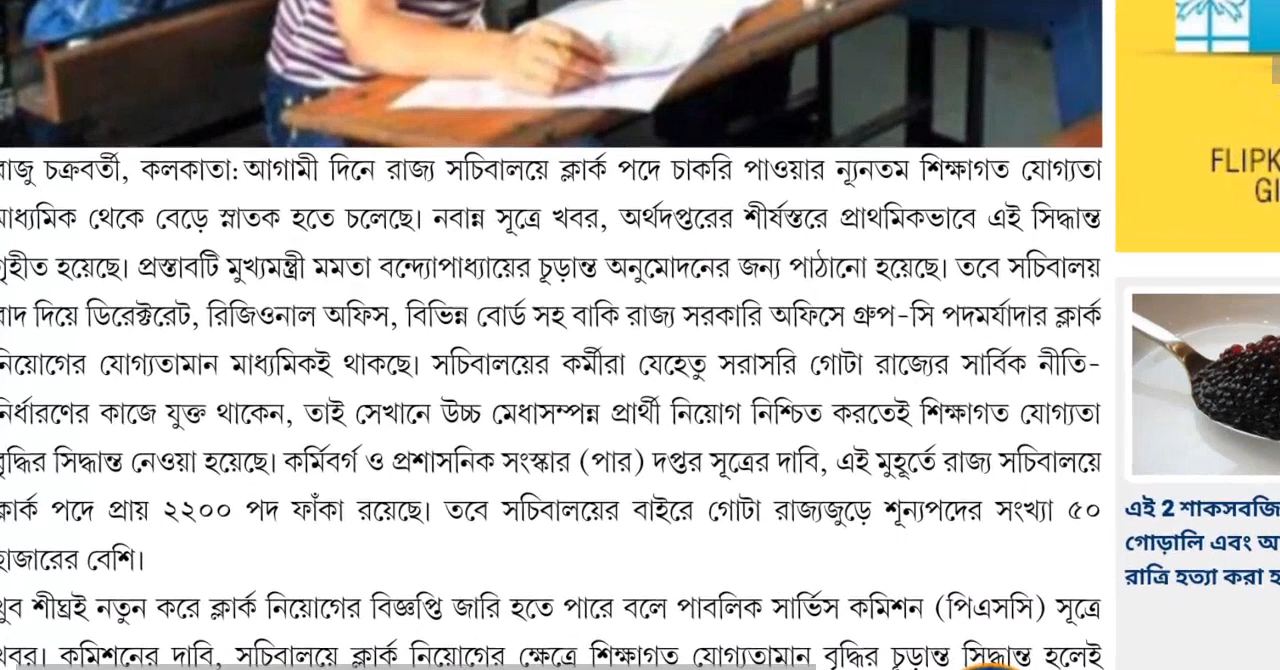 রাজু চক্রবর্তী, কলকাতা: আগামী দিনে রাজ্য সচিবালয়ে ক্লার্ক পদে চাকরি পাওয়ার ন্যূনতম শিক্ষাগত যোগ্যতা
মাধ্যমিক থেকে বেড়ে স্নাতক হতে চলেছে। নবান্ন সূত্রে খবর, অর্থদপ্তরের শীর্ষস্তরে প্রাথমিকভাবে এই সিদ্ধান্ত
গৃহীত হয়েছে। প্রস্তাবটি মুখ্যমন্ত্রী মমতা বন্দ্যোপাধ্যায়ের চূড়ান্ত অনুমোদনের জন্য পাঠানো হয়েছে। তবে সচিবালয়
বাদ দিয়ে ডিরেক্টরেট, রিজিওনাল অফিস, বিভিন্ন বোর্ড সহ বাকি রাজ্য সরকারি অফিসে গ্রুপ-সি পদমর্যাদার ক্লার্ক
নিয়োগের যোগ্যতামান মাধ্যমিকই থাকছে। সচিবালয়ের কর্মীরা যেহেতু সরাসরি গোটা রাজ্যের সার্বিক নীতি-
নির্ধারণের কাজে যুক্ত থাকেন, তাই সেখানে উচ্চ মেধাসম্পন্ন প্রার্থী নিয়োগ নিশ্চিত করতেই শিক্ষাগত যোগ্যতা
বৃদ্ধির সিদ্ধান্ত নেওয়া হয়েছে। কর্মিবর্গ ও প্রশাসনিক সংস্কার (পার) দপ্তর সূত্রের দাবি, এই মুহূর্তে রাজ্য সচিবালয়ে
ক্লার্ক পদে প্রায় ২২০০ পদ ফাঁকা রয়েছে। তবে সচিবালয়ের বাইরে গোটা রাজ্যজুড়ে শূন্যপদের সংখ্যা ৫০
হাজারের বেশি।
খুব শীঘ্রই নতুন করে ক্লার্ক নিয়োগের বিজ্ঞপ্তি জারি হতে পারে বলে পাবলিক সার্ভিস কমিশন (পিএসসি) সূত্রে
খবর। কমিশনের দাবি, সচিবালয়ে ক্লার্ক নিয়োগের ক্ষেত্রে শিক্ষাগত যোগ্যতামান বৃদ্ধির চূড়ান্ত সিদ্ধান্ত হলেই
FLIPK
GI
এই 2 শাকসবজি
গোড়ালি এবং
রাত্রি হত্যা করা